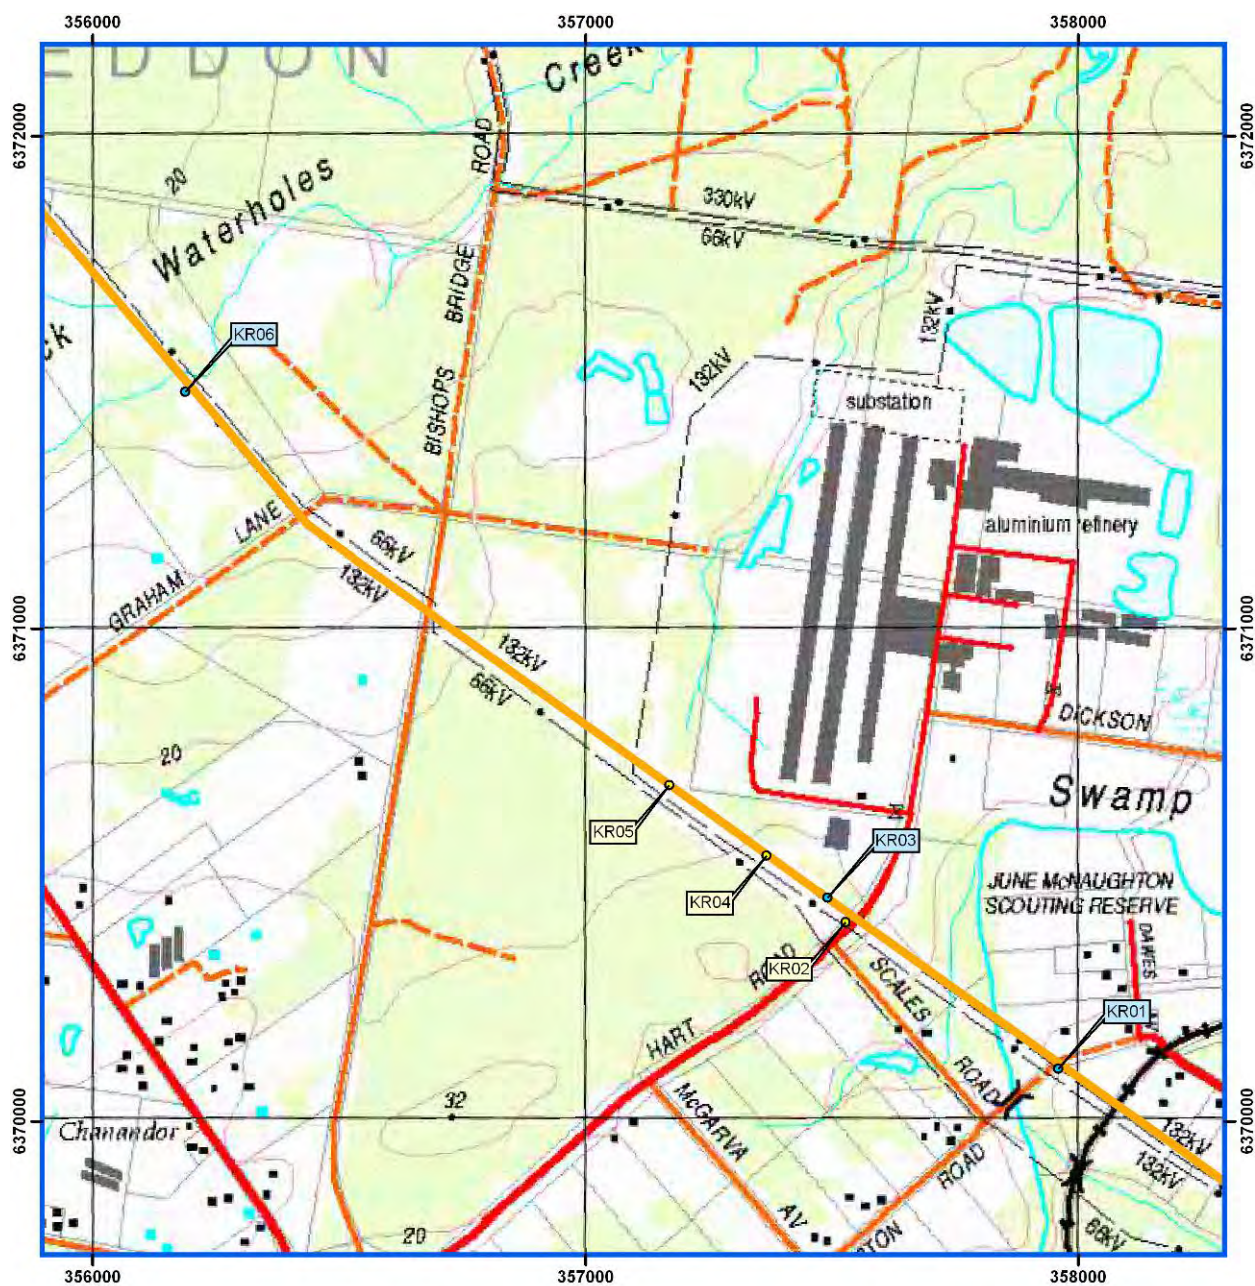 356000
357000
358000
EDDON
Creek
6372000
6372000
ROAD
20
Waterholes
330kV
66kV
BRIDGE
132kV
KR06
ck
132kV
BISHOPS
substation
LANE
aluminium refinery
66kV
132kV
GRAHAM
6371000
6371000
132kV
66kV
DICKSON
20
Swamp
KR05
KR03
JUNE McNAUGHTON
SCOUTING RESERVE
KR04
DAWES
ROAD
KR02
SCALES
KR01
HART
ROAD
32
McGARVA
6370000
6370000
Chanandor
132kV
132kV
ROAD
AV
TON
20
66kV
356000
357000
358000